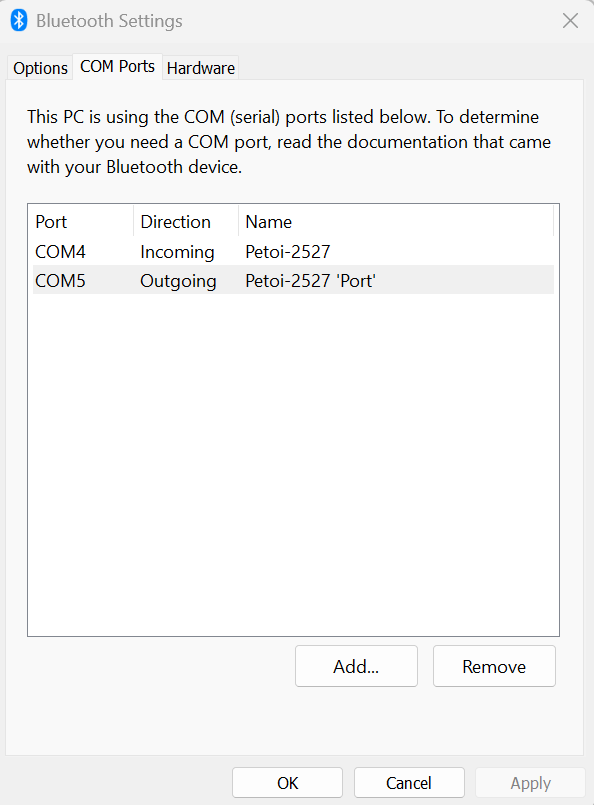 Bluetooth Settings
Options COM Ports Hardware
This PC is using the COM (serial) ports listed below. To determine
whether you need a COM port, read the documentation that came
with your Bluetooth device.
Port Direction Name
COM4 Incoming Petoi-2527
COM5 Outgoing Petoi-2527 'Port'
Add... Remove
OK Cancel Apply